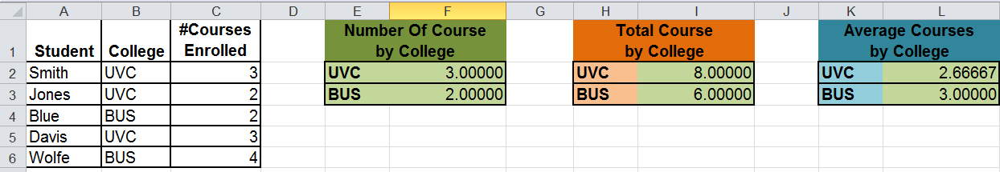 A B C D E F G H I J K L
1 Student College #Courses Enrolled Number Of Course by College Total Course by College Average Courses by College
2 Smith UVC 3 UVC 3.00000 UVC 8.00000 UVC 2.66667
3 Jones UVC 2 BUS 2.00000 BUS 6.00000 BUS 3.00000
4 Blue BUS 2
5 Davis UVC 3
6 Wolfe BUS 4